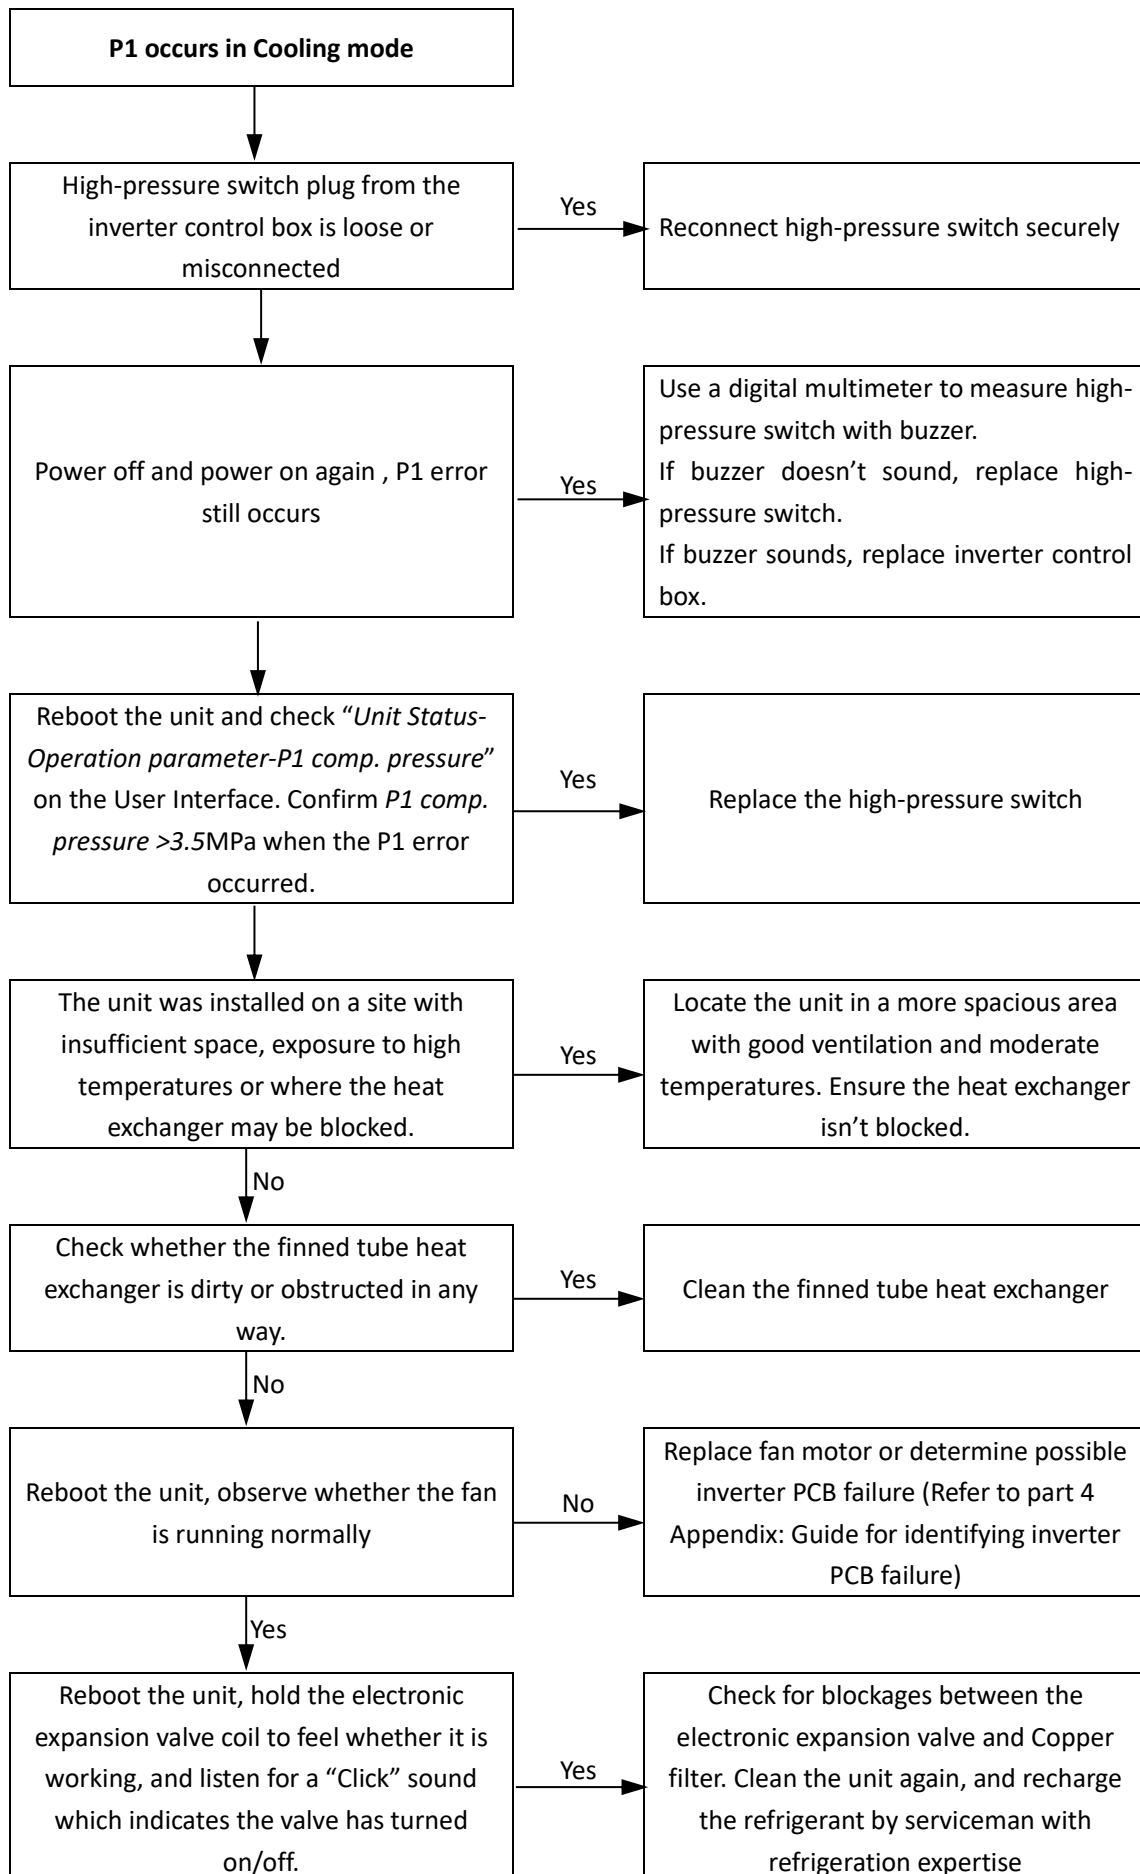 P1 occurs in Cooling mode
High-pressure switch plug from the
inverter control box is loose or
misconnected
Yes
Reconnect high-pressure switch securely
Power off and power on again , P1 error
still occurs
Yes
Use a digital multimeter to measure high-
pressure switch with buzzer.
If buzzer doesn’t sound, replace high-
pressure switch.
If buzzer sounds, replace inverter control
box.
Reboot the unit and check “Unit Status-
Operation parameter-P1 comp. pressure”
on the User Interface. Confirm P1 comp.
pressure >3.5MPa when the P1 error
occurred.
Yes
Replace the high-pressure switch
The unit was installed on a site with
insufficient space, exposure to high
temperatures or where the heat
exchanger may be blocked.
Yes
Locate the unit in a more spacious area
with good ventilation and moderate
temperatures. Ensure the heat exchanger
isn’t blocked.
No
Check whether the finned tube heat
exchanger is dirty or obstructed in any
way.
Yes
Clean the finned tube heat exchanger
No
Reboot the unit, observe whether the fan
is running normally
No
Replace fan motor or determine possible
inverter PCB failure (Refer to part 4
Appendix: Guide for identifying inverter
PCB failure)
Yes
Reboot the unit, hold the electronic
expansion valve coil to feel whether it is
working, and listen for a “Click” sound
which indicates the valve has turned
on/off.
Yes
Check for blockages between the
electronic expansion valve and Copper
filter. Clean the unit again, and recharge
the refrigerant by serviceman with
refrigeration expertise